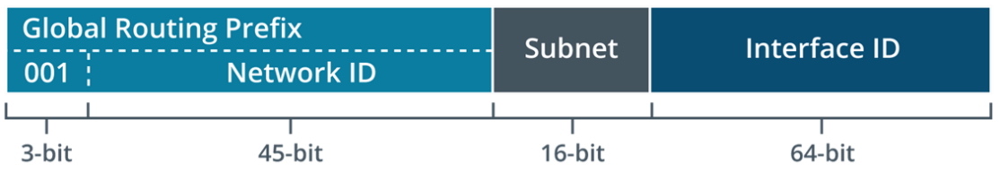 Global Routing Prefix
001 Network ID Subnet Interface ID
3-bit 45-bit 16-bit 64-bit